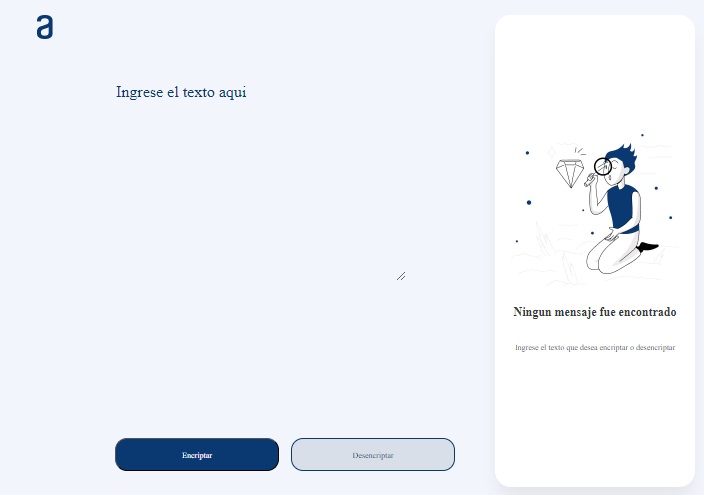 a
Ingrese el texto aqui
Ningun mensaje fue encontrado
Ingrese el texto que desea encriptar o desencriptar
Encriptar
Desencriptar